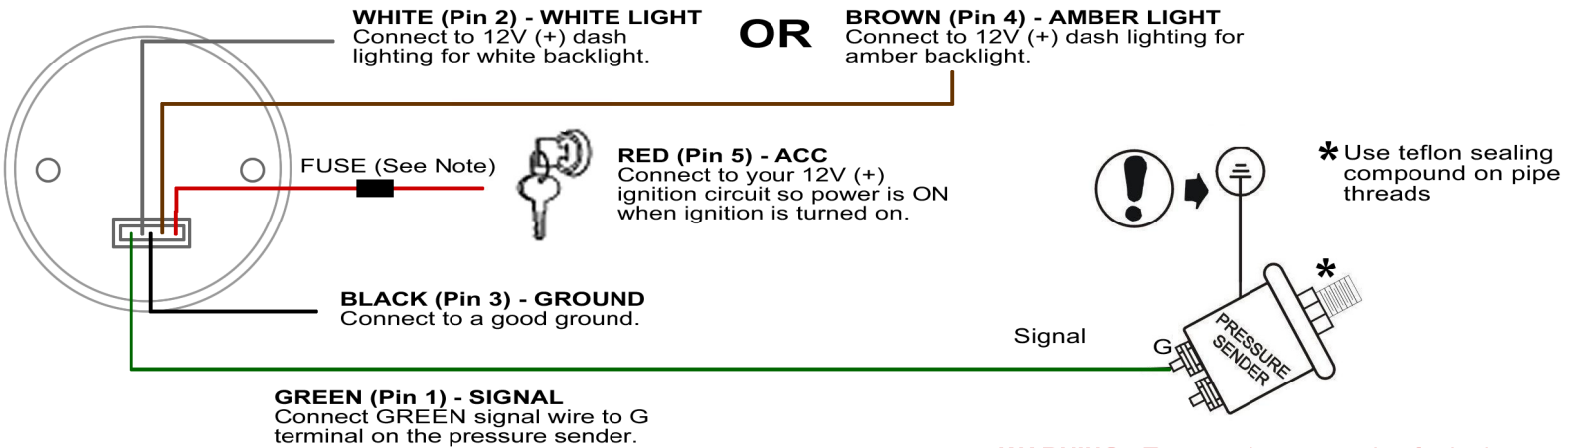 WHITE (Pin 2) - WHITE LIGHT
Connect to 12V (+) dash
lighting for white backlight.
OR
BROWN (Pin 4) - AMBER LIGHT
Connect to 12V (+) dash lighting for
amber backlight.
FUSE (See Note)
RED (Pin 5) - ACC
Connect to your 12V (+)
ignition circuit so power is ON
when ignition is turned on.
!
* Use teflon sealing
compound on pipe
threads
*
BLACK (Pin 3) - GROUND
Connect to a good ground.
Signal
G
PRESSURE
SENDER
GREEN (Pin 1) - SIGNAL
Connect GREEN signal wire to G
terminal on the pressure sender.